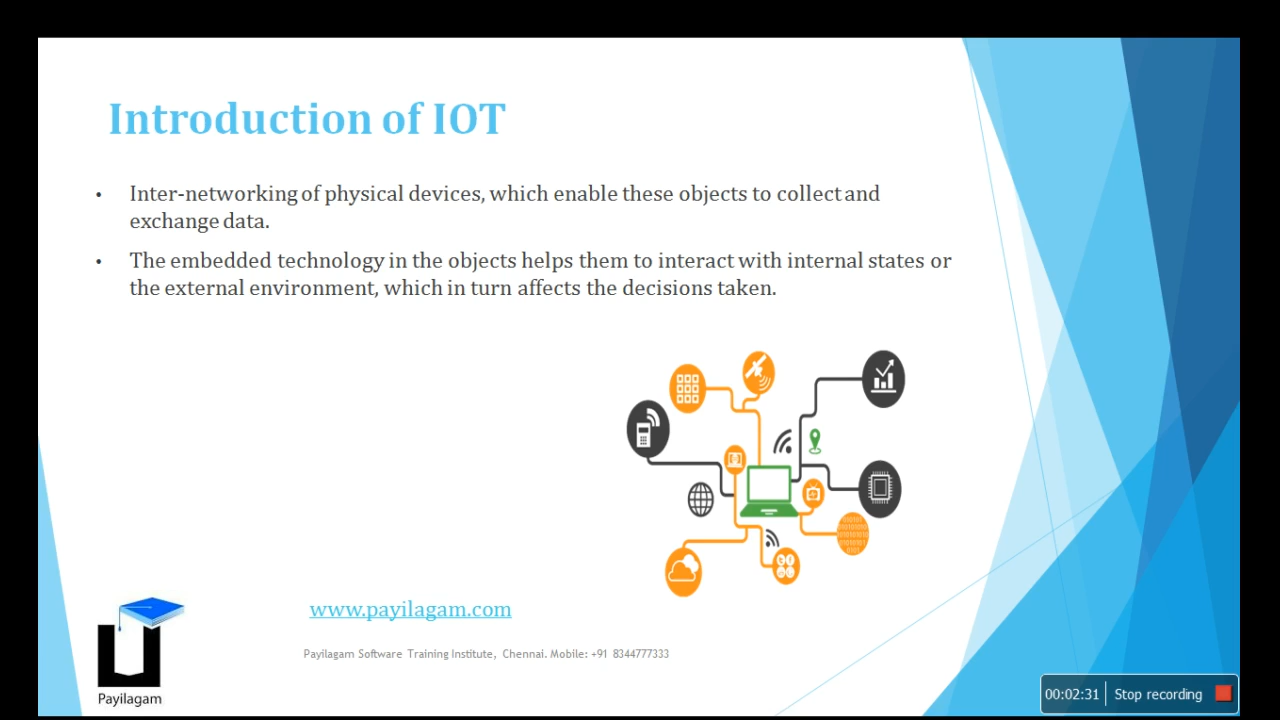 Introduction of IOT
• Inter-networking of physical devices, which enable these objects to collect and
exchange data.
• The embedded technology in the objects helps them to interact with internal states or
the external environment, which in turn affects the decisions taken.
www.payilagam.com
Payilagam Software Training Institute, Chennai. Mobile: +91 8344777333
Payilagam
00:02:31 Stop recording